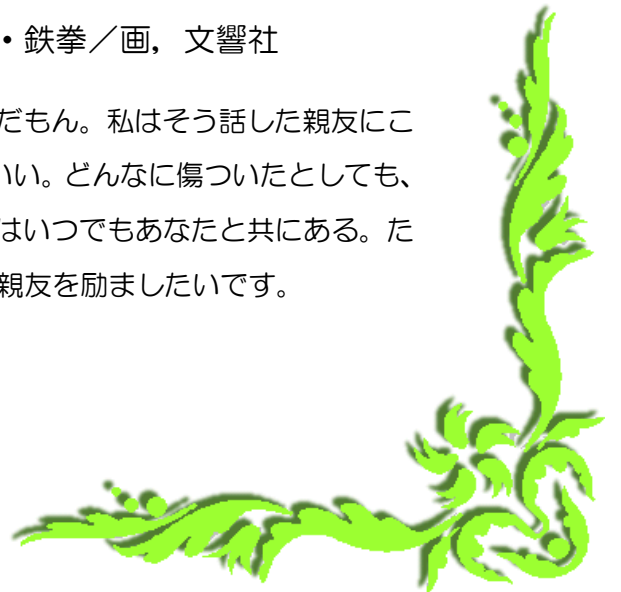 ・鉄拳／画，文響社
だもん。私はそう話した親友にこ
いい。どんなに傷ついたとしても、
はいつでもあなたと共にある。た
親友を励ましたいです。